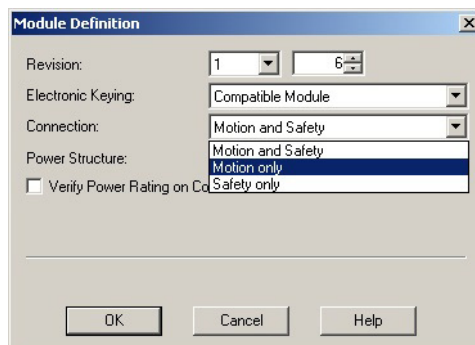 Module Definition
Revision: 1 6
Electronic Keying: Compatible Module
Connection: Motion and Safety
Motion and Safety
Power Structure:
Motion only
Verify Power Rating on Co
Safety only
OK Cancel Help